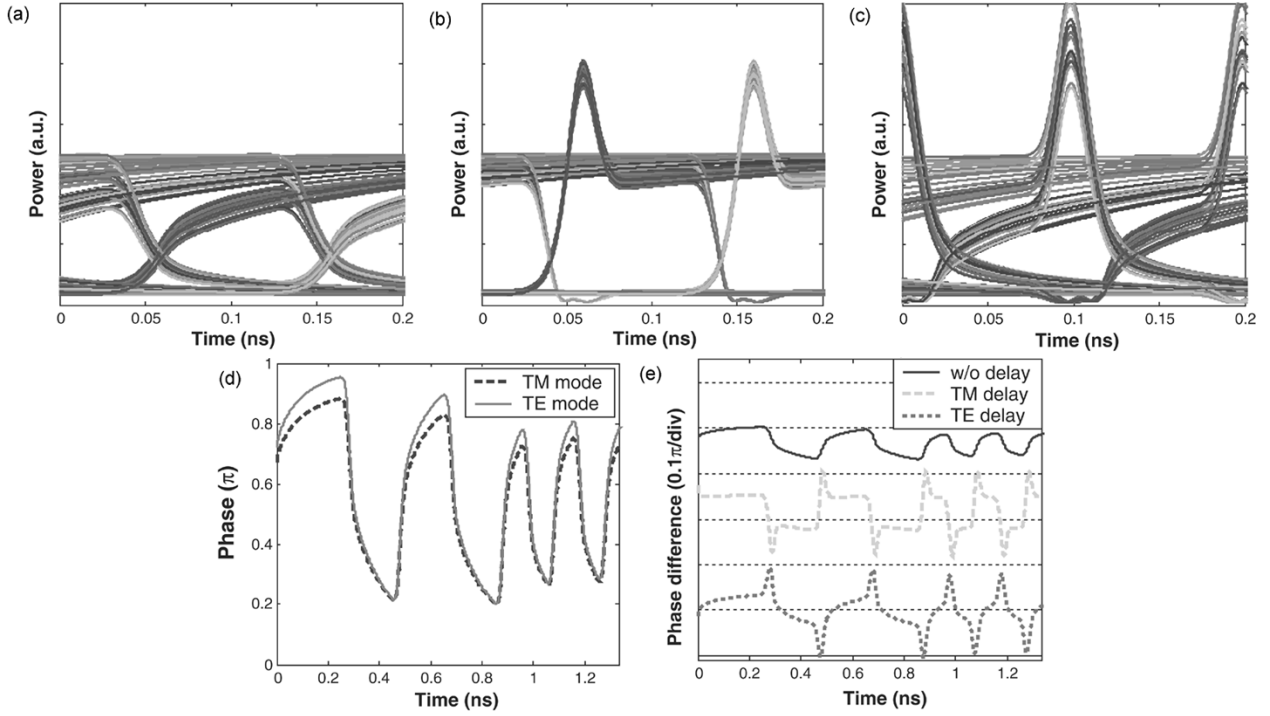 (a)
Power (a.u.)
0 0.05 0.1 0.15 0.2
Time (ns)
(b)
Power (a.u.)
0 0.05 0.1 0.15 0.2
Time (ns)
(c)
Power (a.u.)
0 0.05 0.1 0.15 0.2
Time (ns)
(d)
Phase (π)
1
0.8
0.6
0.4
0.2
0
TM mode
TE mode
0 0.2 0.4 0.6 0.8 1 1.2
Time (ns)
(e)
Phase difference (0.1π/div)
w/o delay
TM delay
TE delay
0 0.2 0.4 0.6 0.8 1 1.2
Time (ns)